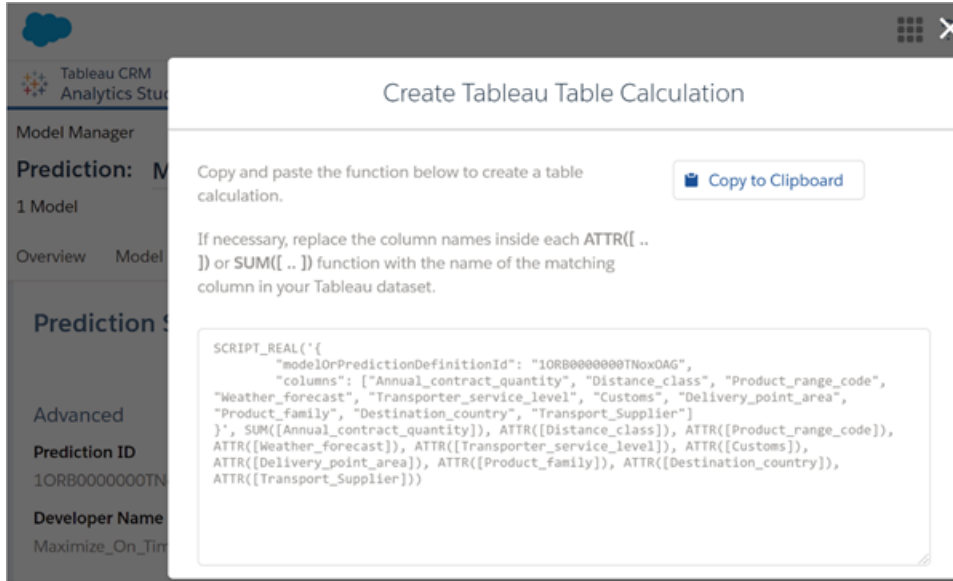 Tableau CRM
Analytics Stud
Create Tableau Table Calculation
Model Manager
Prediction: M
1 Model
Overview Model
Prediction S
Copy and paste the function below to create a table
calculation.
Copy to Clipboard
If necessary, replace the column names inside each ATTR([ ..
]) or SUM([ .. ]) function with the name of the matching
column in your Tableau dataset.
SCRIPT_REAL('{
"modelOrPredictionDefinitionId": "1ORB0000000TNoxOAG",
"columns": ["Annual_contract_quantity", "Distance_class", "Product_range_code",
"Weather_forecast", "Transporter_service_level", "Customs", "Delivery_point_area",
"Product_family", "Destination_country", "Transport_Supplier"]
}', SUM([Annual_contract_quantity]), ATTR([Distance_class]), ATTR([Product_range_code]),
ATTR([Weather_forecast]), ATTR([Transporter_service_level]), ATTR([Customs]),
ATTR([Delivery_point_area]), ATTR([Product_family]), ATTR([Destination_country]),
ATTR([Transport_Supplier]))
Advanced
Prediction ID
1ORB0000000TN
Developer Name
Maximize_On_Tim